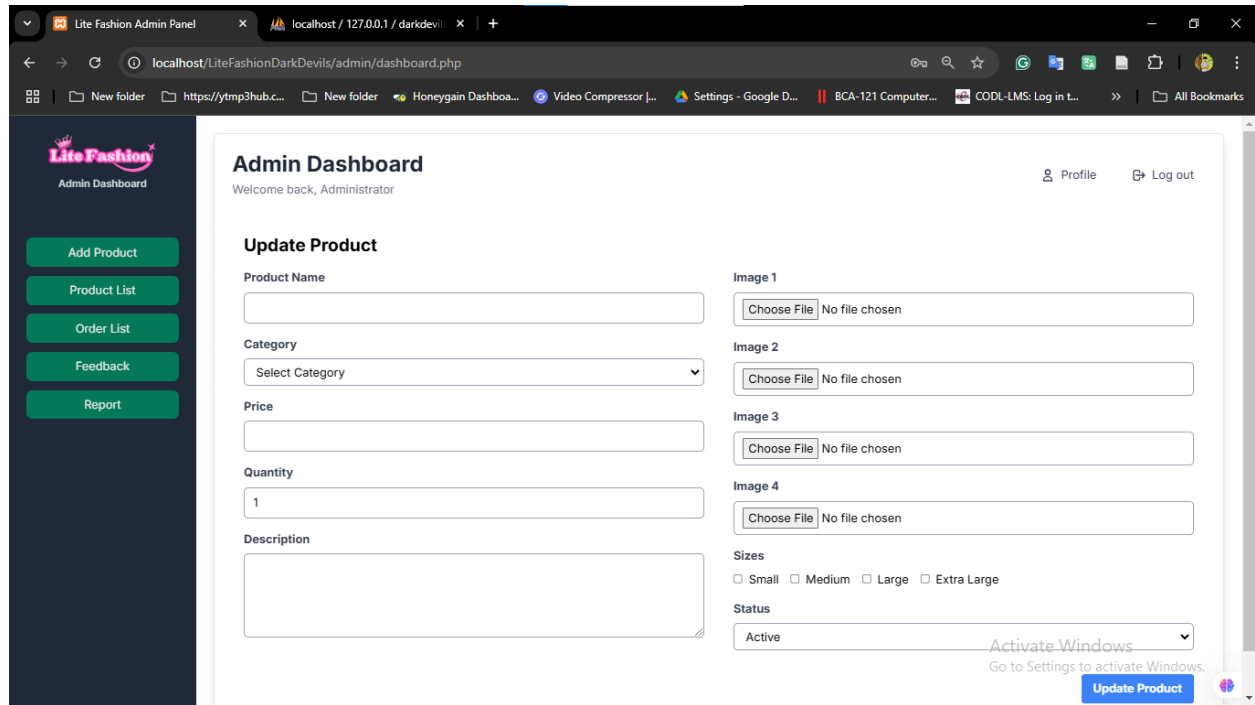 Lite Fashion Admin Panel
localhost / 127.0.0.1 / darkdevil
localhost/LiteFashionDarkDevils/admin/dashboard.php
New folder
https://ytmp3hub.c...
New folder
Honeygain Dashboa...
Video Compressor |...
Settings - Google D...
BCA-121 Computer...
CODL-LMS: Log in t...
All Bookmarks
Lite Fashion
Admin Dashboard
Add Product
Product List
Order List
Feedback
Report
Admin Dashboard
Welcome back, Administrator
Profile
Log out
Update Product
Product Name
Category
Select Category
Price
Quantity
1
Description
Image 1
Choose File No file chosen
Image 2
Choose File No file chosen
Image 3
Choose File No file chosen
Image 4
Choose File No file chosen
Sizes
Small Medium Large Extra Large
Status
Active
Activate Windows
Go to Settings to activate Windows.
Update Product